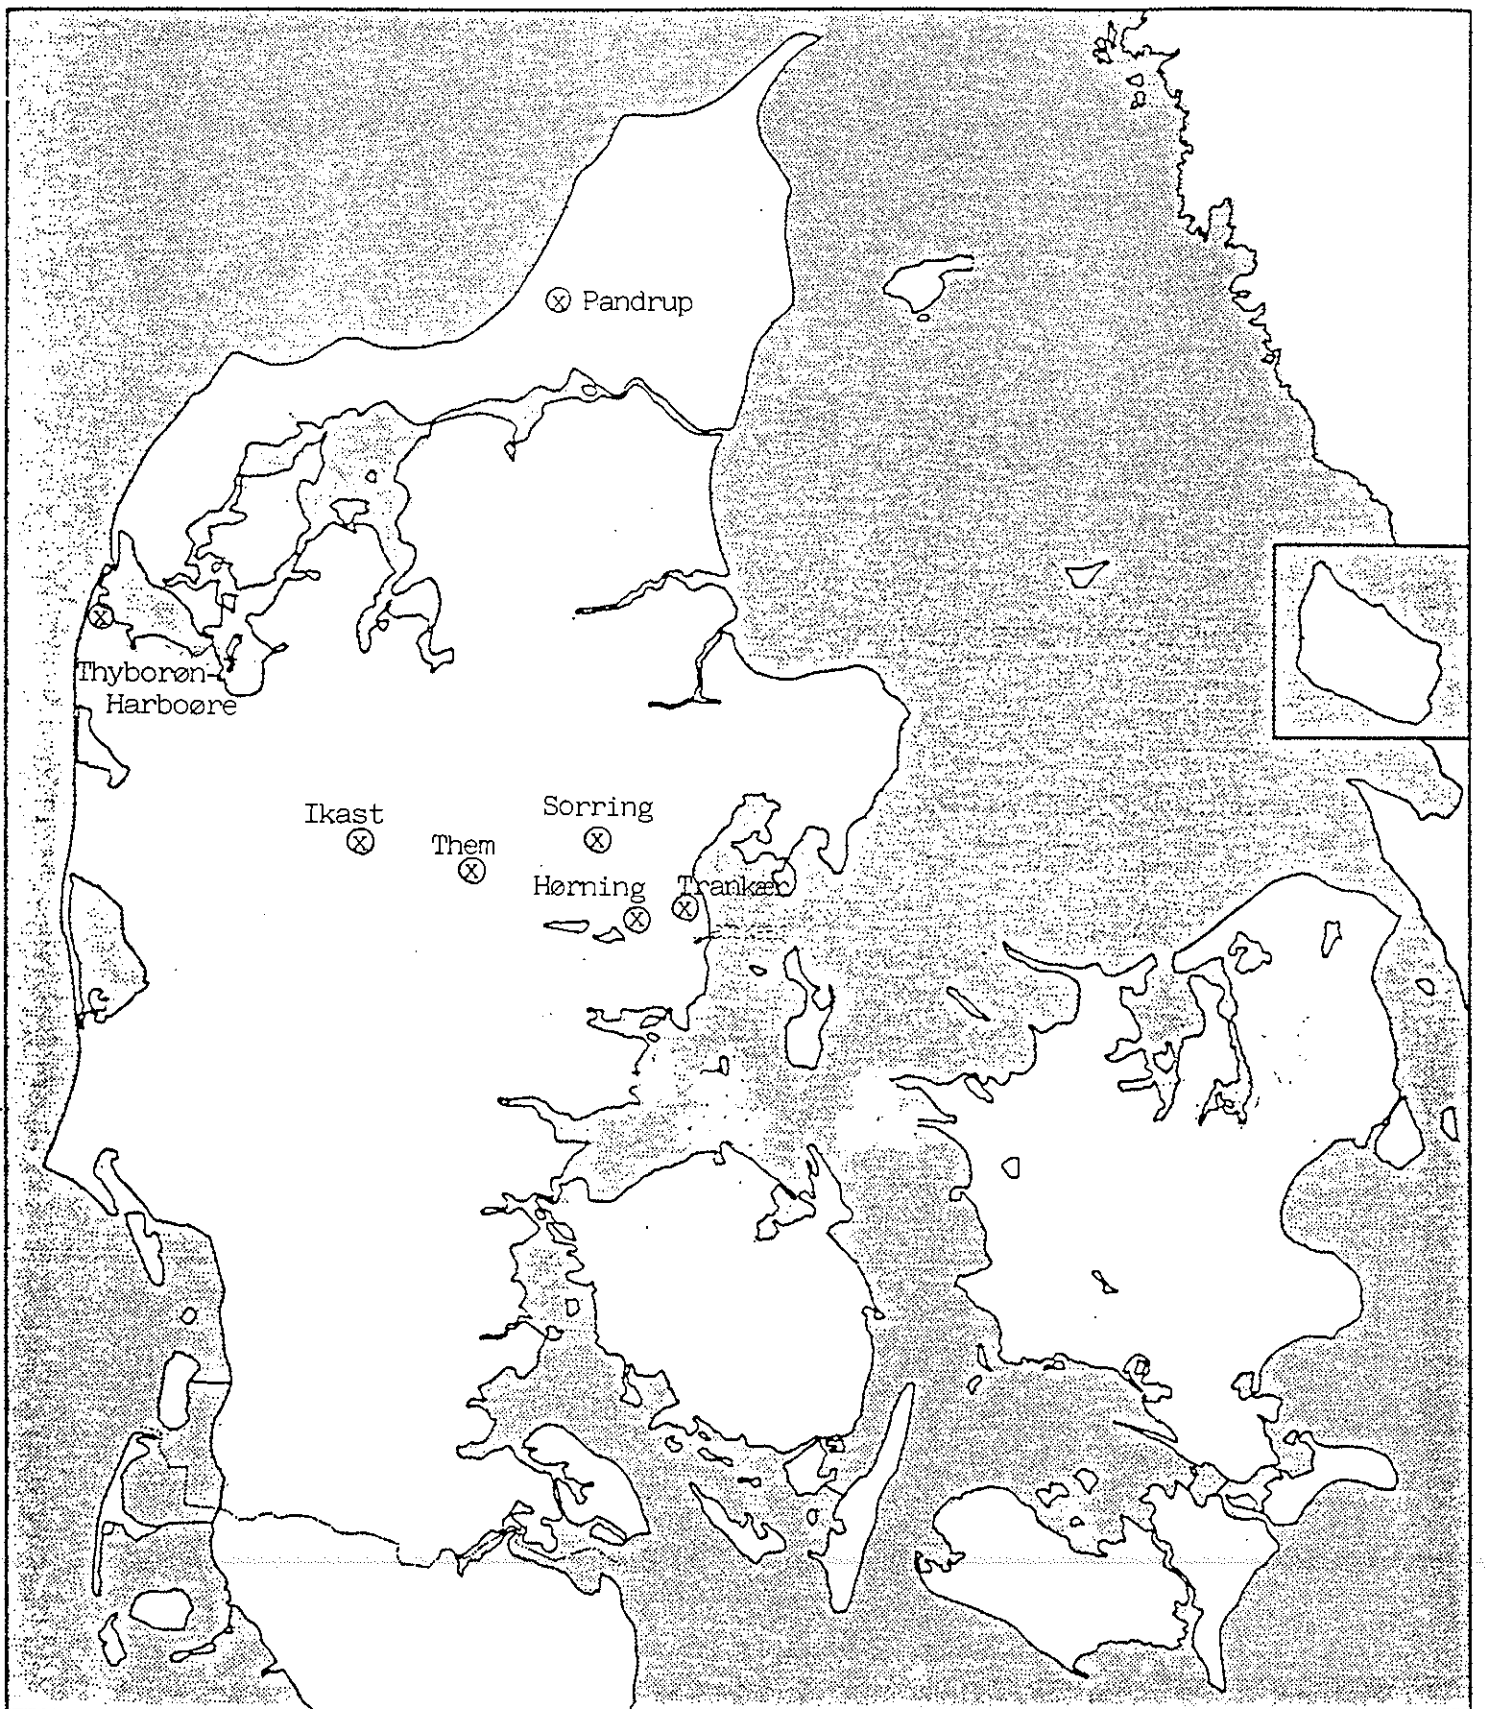 Pandrup
Thyborøn-
Harboøre
Ikast
Them
Sorring
Hørning
Trankær